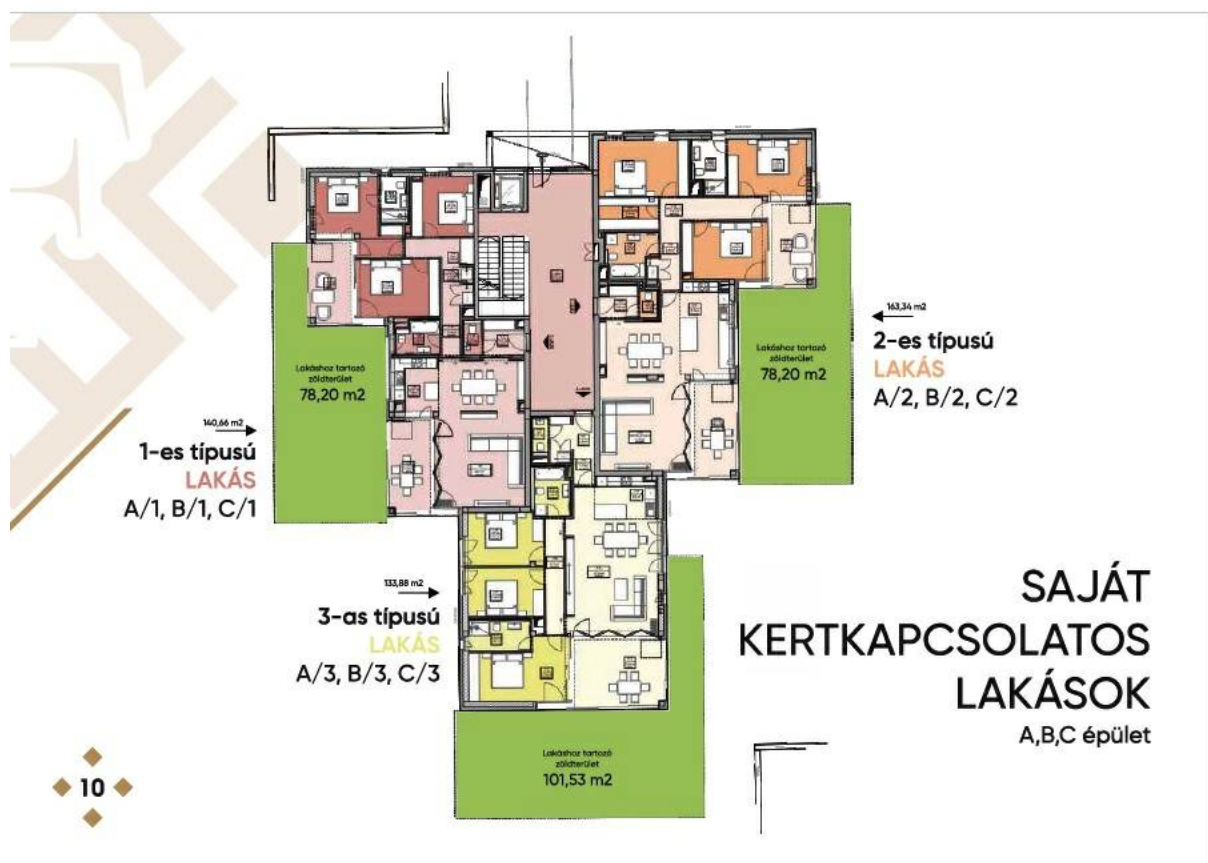 Lakáshoz tartozó
zöldterület
78,20 m2
140,66 m2
1-es típusú
LAKÁS
A/1, B/1, C/1
163,34 m2
2-es típusú
LAKÁS
A/2, B/2, C/2
Lakáshoz tartozó
zöldterület
78,20 m2
133,88 m2
3-as típusú
LAKÁS
A/3, B/3, C/3
Lakáshoz tartozó
zöldterület
101,53 m2
SAJÁT
KERTKAPCSOLATOS
LAKÁSOK
A,B,C épület
10